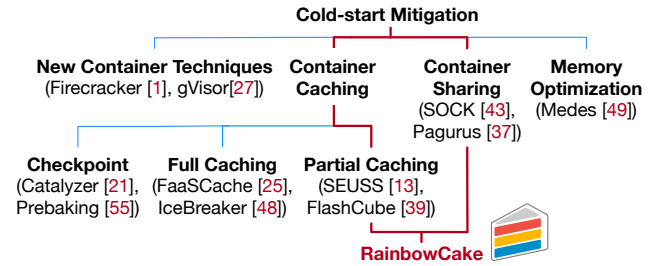 Cold-start Mitigation
New Container Techniques
(Firecracker [1], gVisor[27])
Container
Caching
Container
Sharing
(SOCK [43],
Pagurus [37])
Memory
Optimization
(Medes [49])
Checkpoint
(Catalyzer [21],
Prebaking [55])
Full Caching
(FaaSCache [25],
IceBreaker [48])
Partial Caching
(SEUSS [13],
FlashCube [39])
RainbowCake